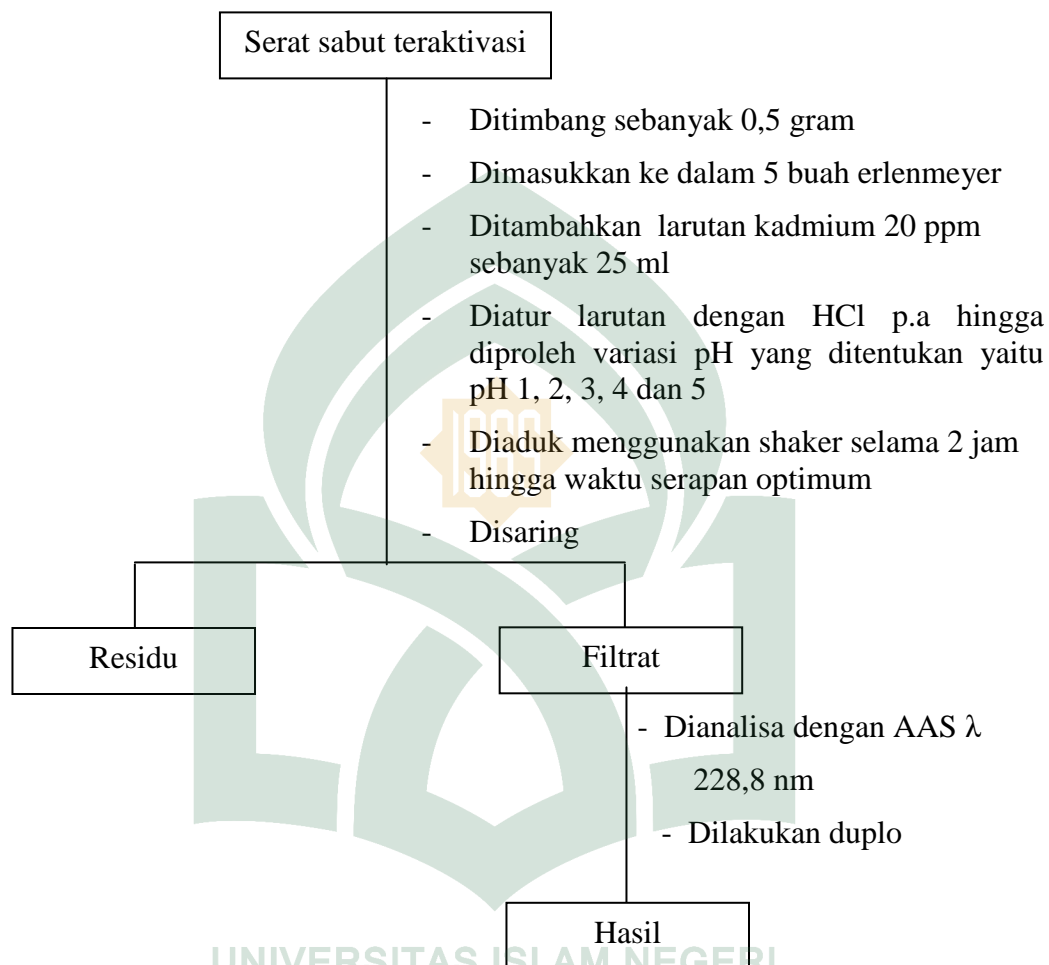 Serat sabut teraktivasi
- Ditimbang sebanyak 0,5 gram
- Dimasukkan ke dalam 5 buah erlenmeyer
- Ditambahkan larutan kadmium 20 ppm
sebanyak 25 ml
- Diatur larutan dengan HCl p.a hingga
diproleh variasi pH yang ditentukan yaitu
pH 1, 2, 3, 4 dan 5
- Diaduk menggunakan shaker selama 2 jam
hingga waktu serapan optimum
- Disaring
1969
Residu
Filtrat
- Dianalisa dengan AAS λ
228,8 nm
- Dilakukan duplo
Hasil
UNIVERSITAS ISLAM NEGERI